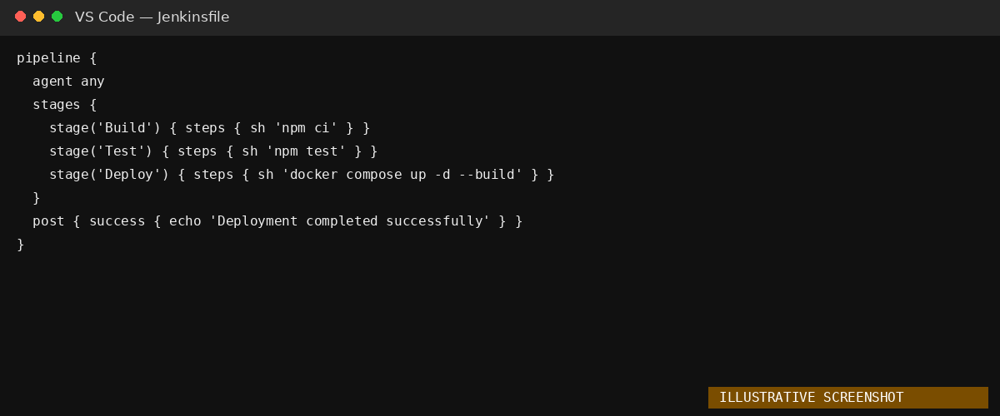 VS Code — Jenkinsfile
pipeline {
  agent any
  stages {
    stage('Build') { steps { sh 'npm ci' } }
    stage('Test') { steps { sh 'npm test' } }
    stage('Deploy') { steps { sh 'docker compose up -d --build' } }
  }
  post { success { echo 'Deployment completed successfully' } }
}
ILLUSTRATIVE SCREENSHOT